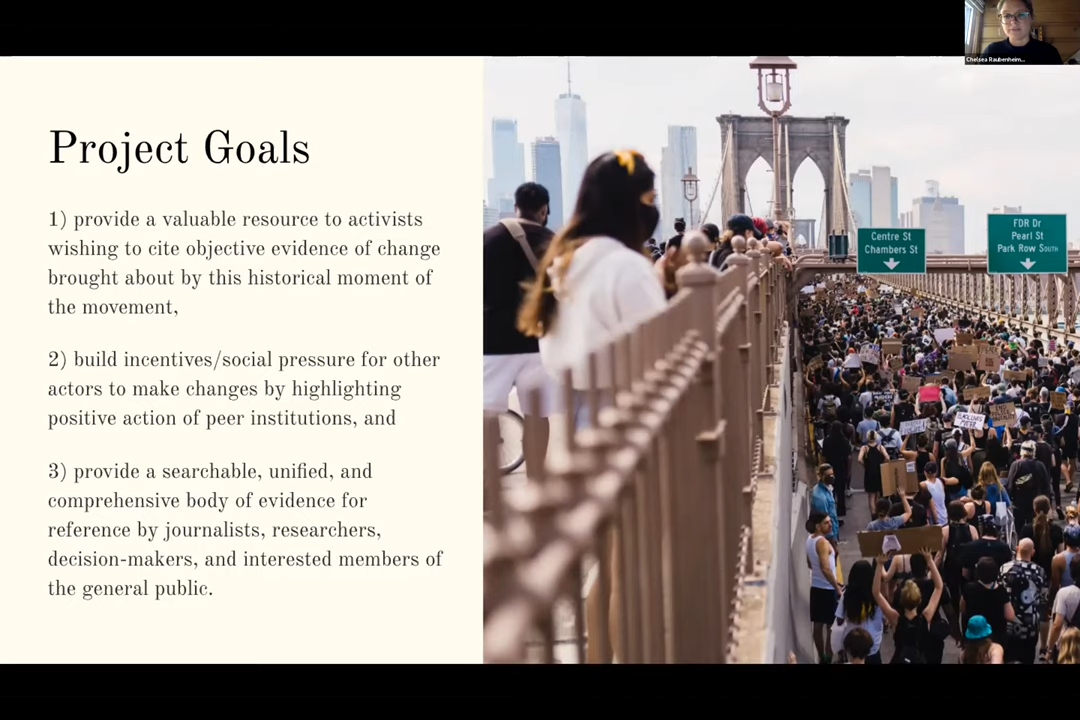 Chelsea Raubenheim...
Project Goals
1) provide a valuable resource to activists
wishing to cite objective evidence of change
brought about by this historical moment of
the movement,
2) build incentives/social pressure for other
actors to make changes by highlighting
positive action of peer institutions, and
3) provide a searchable, unified, and
comprehensive body of evidence for
reference by journalists, researchers,
decision-makers, and interested members of
the general public.
Centre St
Chambers St
FDR Dr
Pearl St
Park Row South